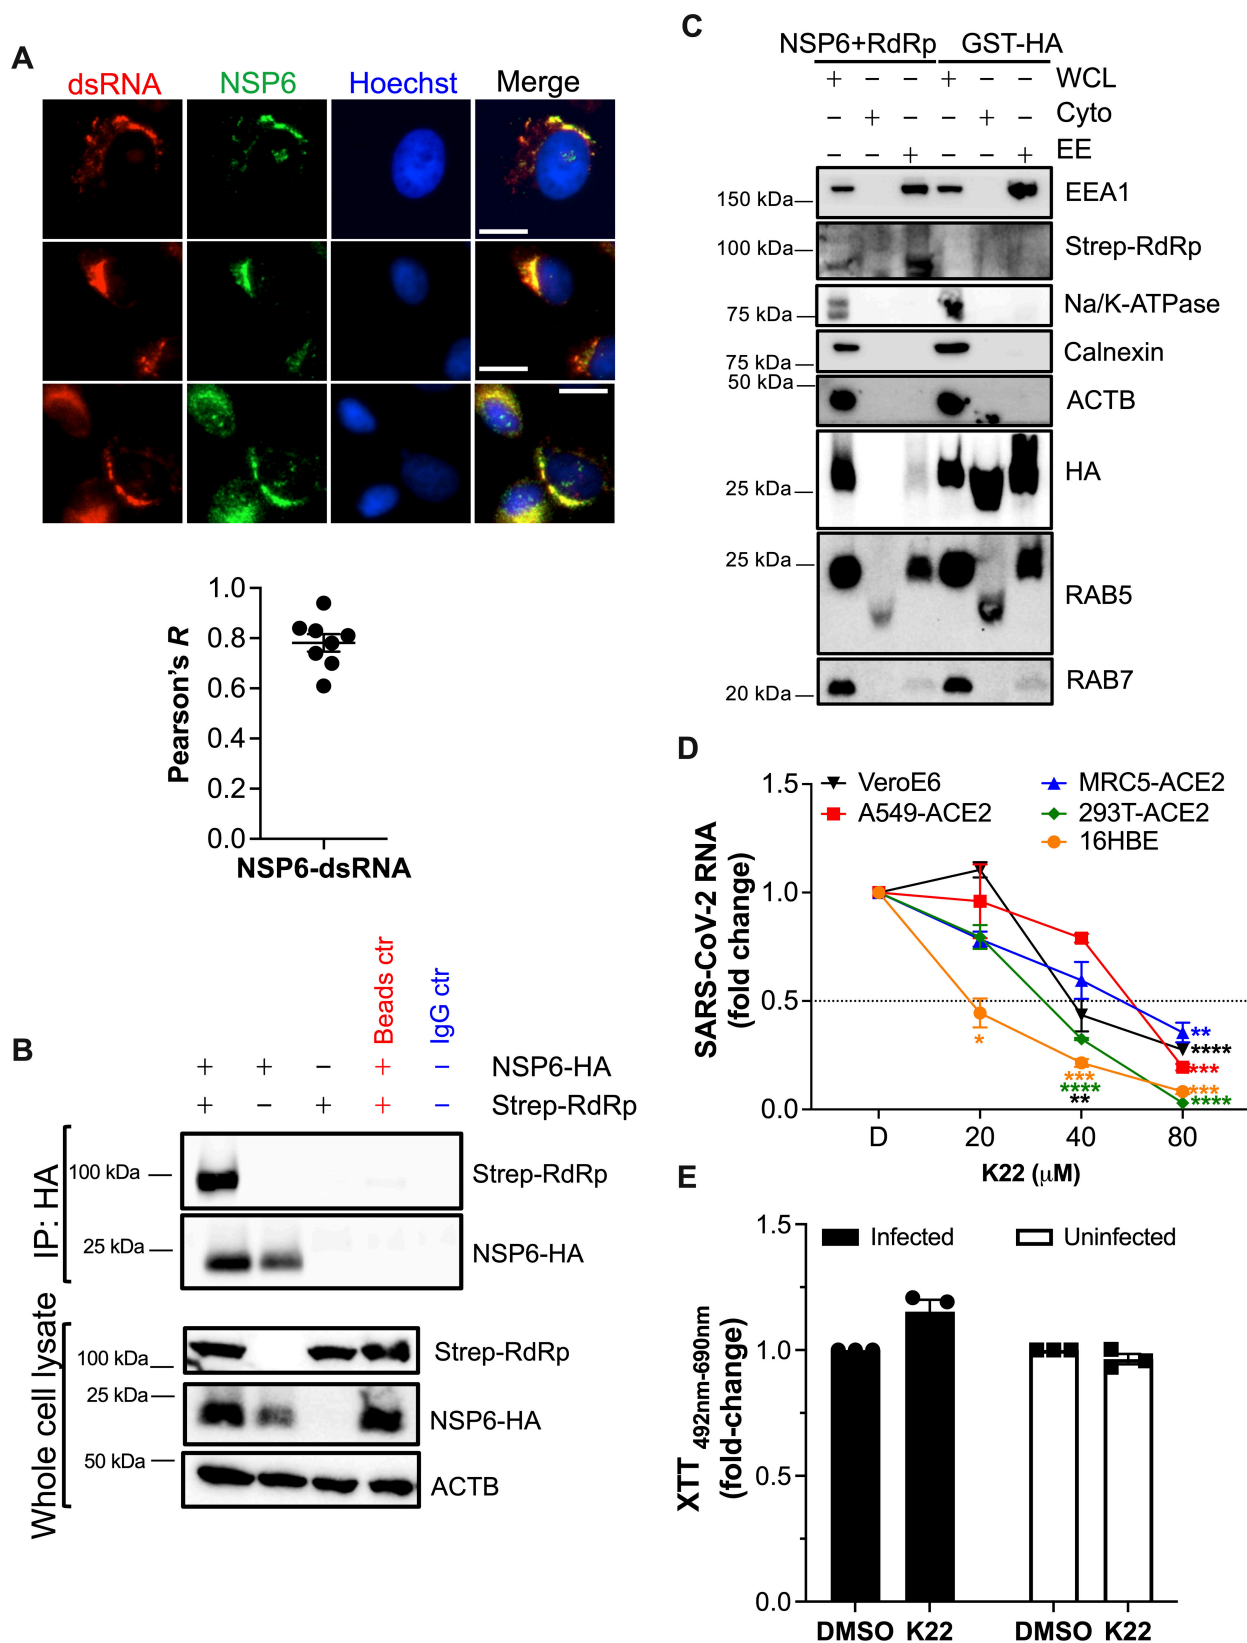 A
dsRNA NSP6 Hoechst Merge
1.0
0.8
0.6
0.4
0.2
0.0
Pearson's R
NSP6-dsRNA
B
Beads ctr
IgG ctr
+ + − + − NSP6-HA
+ − + + − Strep-RdRp
IP: HA
100 kDa Strep-RdRp
25 kDa NSP6-HA
Whole cell lysate
100 kDa Strep-RdRp
25 kDa NSP6-HA
50 kDa ACTB
C
NSP6+RdRp GST-HA
+ − − + − − WCL
− + − − + − Cyto
− − + − − + EE
150 kDa EEA1
100 kDa Strep-RdRp
75 kDa Na/K-ATPase
75 kDa Calnexin
50 kDa ACTB
25 kDa HA
25 kDa RAB5
20 kDa RAB7
D
VeroE6 MRC5-ACE2
A549-ACE2 293T-ACE2
16HBE
SARS-CoV-2 RNA
(fold change)
1.5
1.0
0.5
0.0
*
***
****
**
**
****
***
***
****
D 20 40 80
K22 (μM)
E
Infected Uninfected
XTT 492nm-690nm
(fold-change)
1.5
1.0
0.5
0.0
DMSO K22 DMSO K22